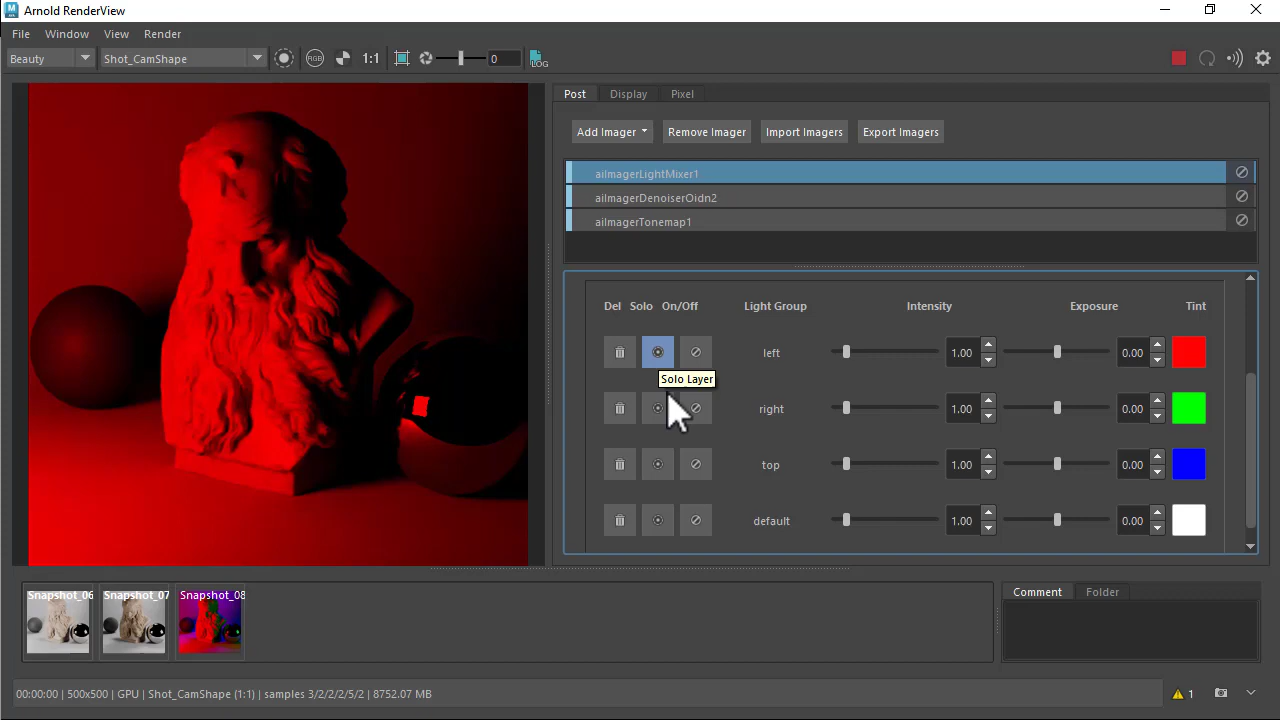 M Arnold RenderView
File Window View Render
Beauty Shot_CamShape RGB 1:1 0 LOG
Post Display Pixel
Add Imager Remove Imager Import Imagers Export Imagers
aiImagerLightMixer1
aiImagerDenoiserOidn2
aiImagerTonemap1
Del Solo On/Off Light Group Intensity Exposure Tint
left 1.00 0.00
Solo Layer
right 1.00 0.00
top 1.00 0.00
default 1.00 0.00
Snapshot_06 Snapshot_07 Snapshot_08
Comment Folder
00:00:00 | 500x500 | GPU | Shot_CamShape (1:1) | samples 3/2/2/2/5/2 | 8752.07 MB
1